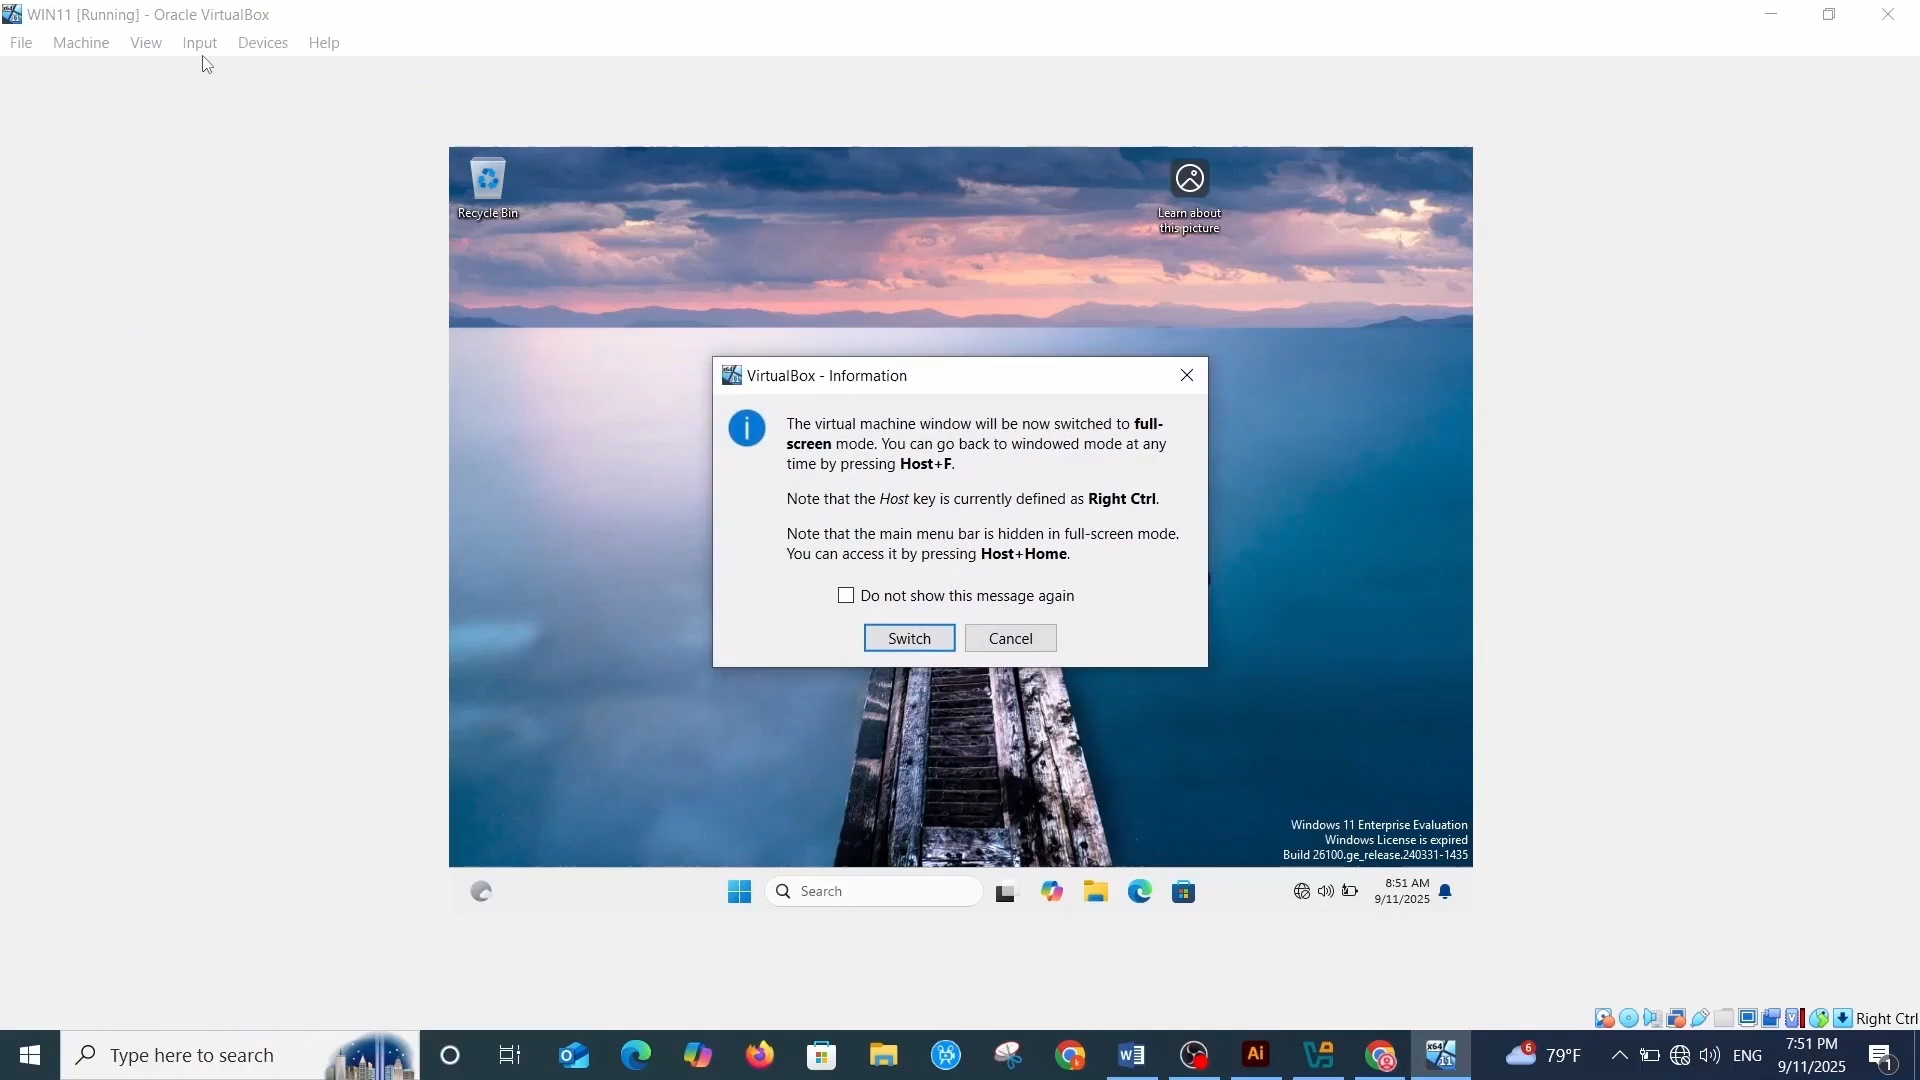 WIN11 [Running] - Oracle VirtualBox
File Machine View Input Devices Help
Recycle Bin
Learn about
this picture
VirtualBox - Information
The virtual machine window will be now switched to full-
screen mode. You can go back to windowed mode at any
time by pressing Host+F.
Note that the Host key is currently defined as Right Ctrl.
Note that the main menu bar is hidden in full-screen mode.
You can access it by pressing Host+Home.
Do not show this message again
Switch Cancel
Windows 11 Enterprise Evaluation
Windows License is expired
Build 26100.ge_release.240331-1435
Search
8:51 AM
9/11/2025
Right Ctrl
Type here to search
79°F
ENG
7:51 PM
9/11/2025